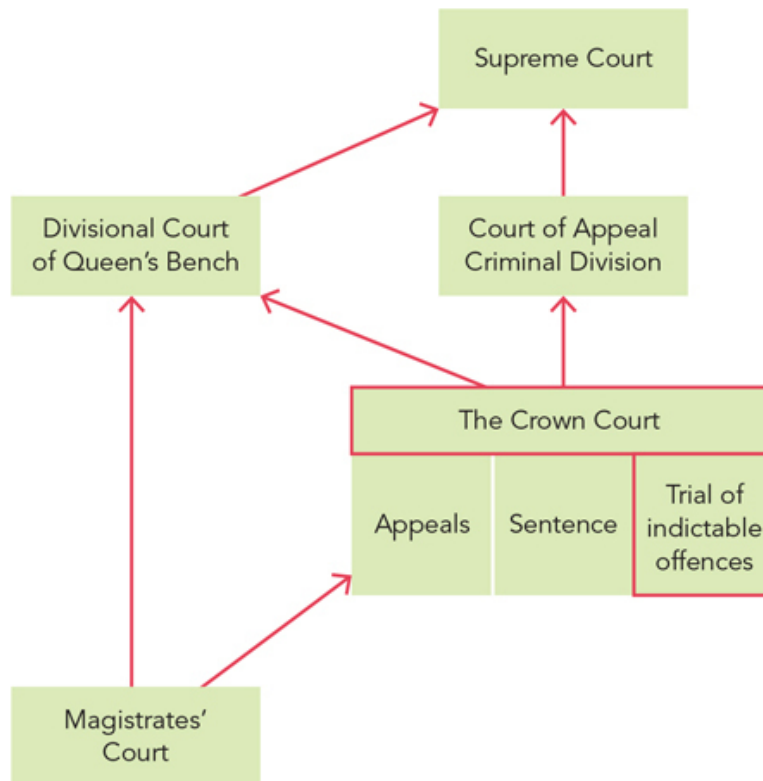 Supreme Court
Divisional Court
of Queen's Bench
Court of Appeal
Criminal Division
The Crown Court
Appeals
Sentence
Trial of
indictable
offences
Magistrates'
Court